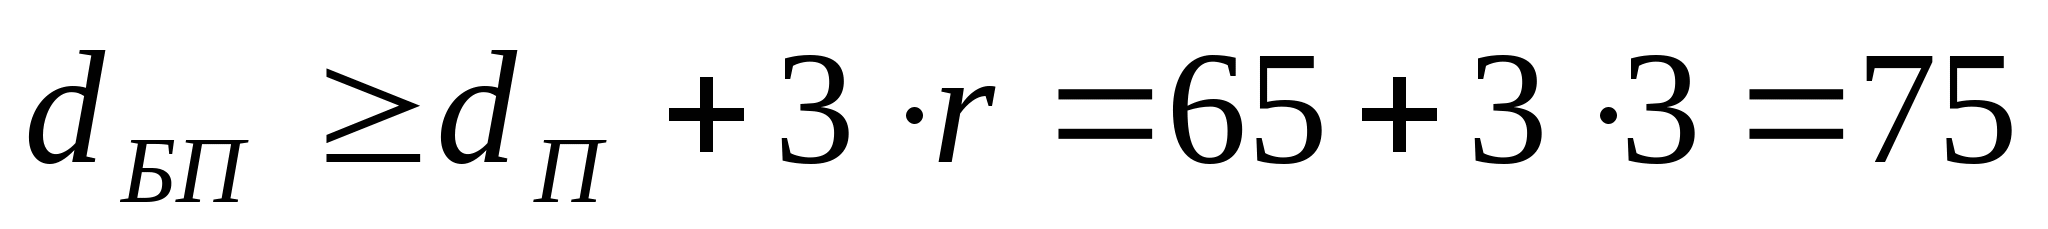 d_БП ≥ d_П + 3 · r = 65 + 3 · 3 = 75